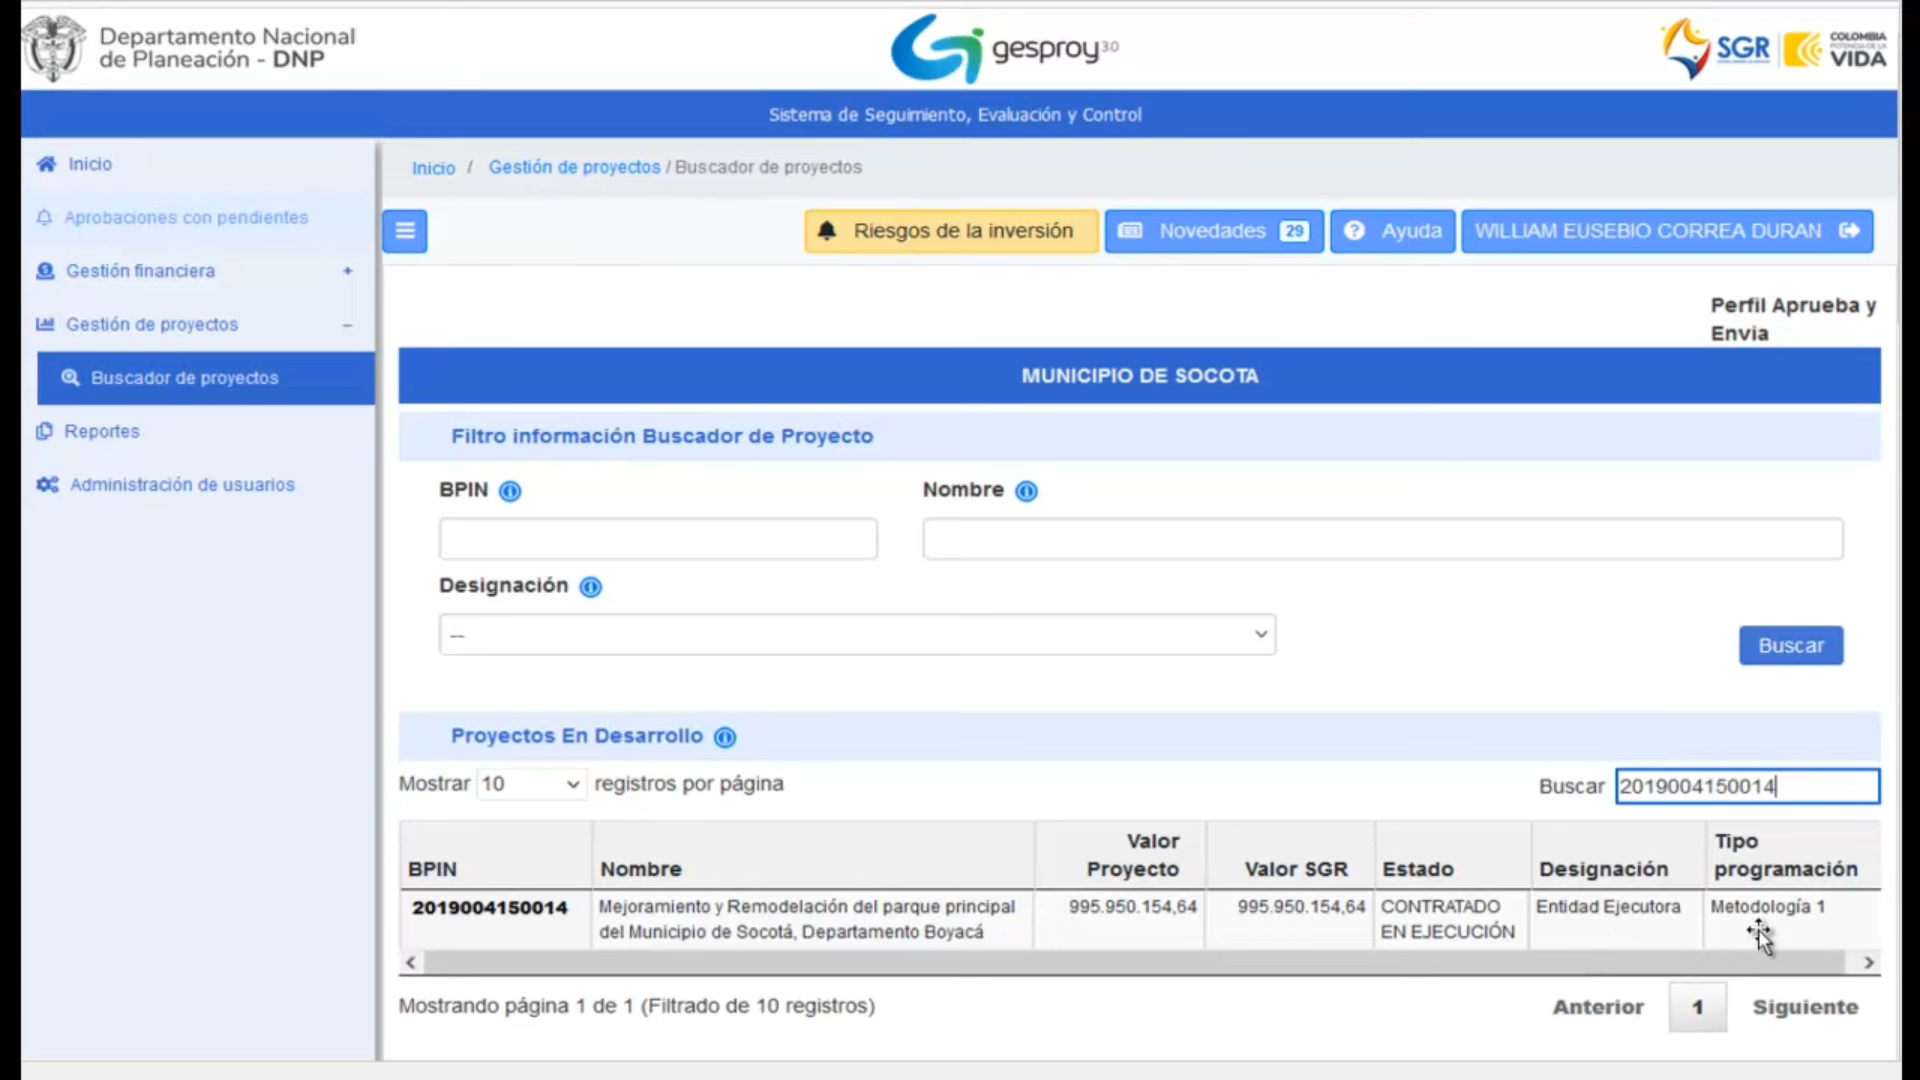 Departamento Nacional
de Planeación - DNP
gesproy 3.0
SGR
COLOMBIA
POTENCIA DE LA
VIDA
Sistema de Seguimiento, Evaluación y Control
Inicio
Aprobaciones con pendientes
Gestión financiera +
Gestión de proyectos –
Buscador de proyectos
Reportes
Administración de usuarios
Inicio / Gestión de proyectos / Buscador de proyectos
Riesgos de la inversión
Novedades 29
Ayuda
WILLIAM EUSEBIO CORREA DURAN
Perfil Aprueba y
Envia
MUNICIPIO DE SOCOTA
Filtro información Buscador de Proyecto
BPIN
Nombre
Designación
--
Buscar
Proyectos En Desarrollo
Mostrar 10 registros por página
Buscar 2019004150014
BPIN Nombre Valor Proyecto Valor SGR Estado Designación Tipo programación
2019004150014 Mejoramiento y Remodelación del parque principal 995.950.154,64 995.950.154,64 CONTRATADO Entidad Ejecutora Metodología 1
del Municipio de Socotá, Departamento Boyacá EN EJECUCIÓN
Mostrando página 1 de 1 (Filtrado de 10 registros)
Anterior 1 Siguiente